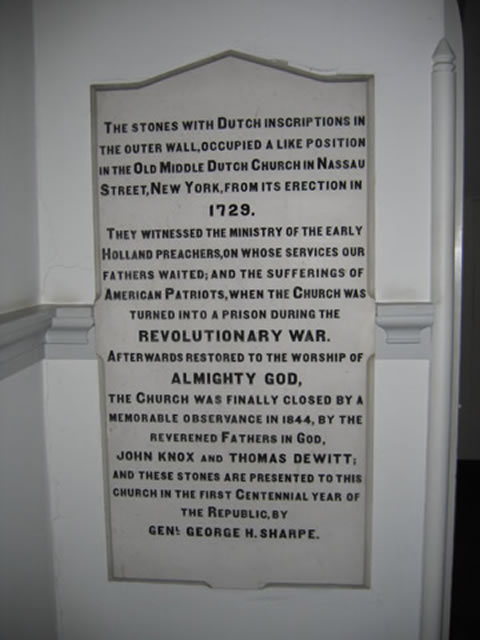 The stones with Dutch inscriptions in
the outer wall, occupied a like position
in the Old Middle Dutch Church in Nassau
Street, New York, from its erection in
1729.
They witnessed the ministry of the early
Holland preachers, on whose services our
fathers waited; and the sufferings of
American Patriots, when the Church was
turned into a prison during the
REVOLUTIONARY WAR.
Afterwards restored to the worship of
ALMIGHTY GOD,
the Church was finally closed by a
memorable observance in 1844, by the
reverened Fathers in God,
JOHN KNOX and THOMAS DEWITT;
and these stones are presented to this
church in the first Centennial year of
the Republic, by
GENL GEORGE H. SHARPE.